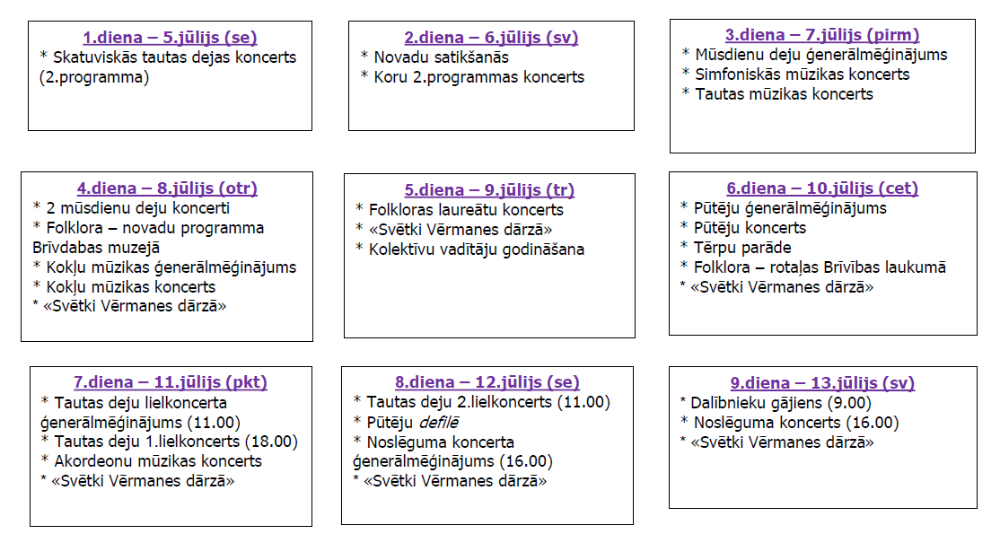 1.diena – 5.jūlijs (se)
* Skatuviskās tautas dejas koncerts
(2.programma)
2.diena – 6.jūlijs (sv)
* Novadu satikšanās
* Koru 2.programmas koncerts
3.diena – 7.jūlijs (pirm)
* Mūsdienu deju ģenerālmēģinājums
* Simfoniskās mūzikas koncerts
* Tautas mūzikas koncerts
4.diena – 8.jūlijs (otr)
* 2 mūsdienu deju koncerti
* Folklora – novadu programma
Brīvdabas muzejā
* Kokļu mūzikas ģenerālmēģinājums
* Kokļu mūzikas koncerts
* «Svētki Vērmanes dārzā»
5.diena – 9.jūlijs (tr)
* Folkloras laureātu koncerts
* «Svētki Vērmanes dārzā»
* Kolektīvu vadītāju godināšana
6.diena – 10.jūlijs (cet)
* Pūtēju ģenerālmēģinājums
* Pūtēju koncerts
* Tērpu parāde
* Folklora – rotaļas Brīvības laukumā
* «Svētki Vērmanes dārzā»
7.diena – 11.jūlijs (pkt)
* Tautas deju lielkoncerta
ģenerālmēģinājums (11.00)
* Tautas deju 1.lielkoncerts (18.00)
* Akordeonu mūzikas koncerts
* «Svētki Vērmanes dārzā»
8.diena – 12.jūlijs (se)
* Tautas deju 2.lielkoncerts (11.00)
* Pūtēju defilē
* Noslēguma koncerta
ģenerālmēģinājums (16.00)
* «Svētki Vērmanes dārzā»
9.diena – 13.jūlijs (sv)
* Dalībnieku gājiens (9.00)
* Noslēguma koncerts (16.00)
* «Svētki Vērmanes dārzā»